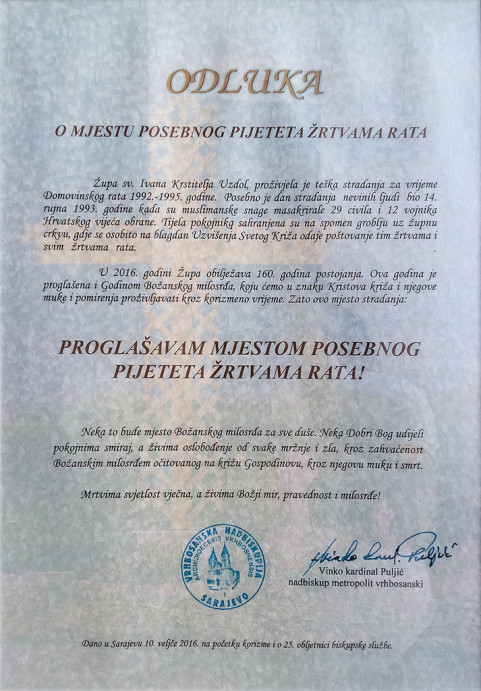 ODLUKA
O MJESTU POSEBNOG PIJETETA ŽRTVAMA RATA
Župa sv. Ivana Krstitelja Uzdol, proživjela je teška stradanja za vrijeme
Domovinskog rata 1992.-1995. godine. Posebno je dan stradanja nevinih ljudi bio 14.
rujna 1993. godine kada su muslimanske snage masakrirale 29 civila i 12 vojnika
Hrvatskog vijeća obrane. Tijela pokojnih sahranjena su na spomen groblju uz župnu
crkvu, gdje se osobito na blagdan Uzvišenja Svetog Križa odaje poštovanje tim žrtvama i
svim žrtvama rata.
U 2016. godini Župa obilježava 160. godina postojanja. Ova godina je
proglašena i Godinom Božanskog milosrđa, koju ćemo u znaku Kristova križa i njegove
muke i pomirenja proživljavati kroz korizmeno vrijeme. Zato ovo mjesto stradanja:
PROGLAŠAVAM MJESTOM POSEBNOG
PIJETETA ŽRTVAMA RATA!
Neka to bude mjesto Božanskog milosrđa za sve duše. Neka Dobri Bog udijeli
pokojnima smiraj, a živima oslobođenje od svake mržnje i zla, kroz zahvaćenost
Božanskim milosrđem očitovanog na križu Gospodinovu, kroz njegovu muku i smrt.
Mrtvima svjetlost vječna, a živima Božji mir, pravednost i milosrđe!
VRHBOSANSKA NADBISKUPIJA
ARCHIDIOECESIS VRHBOSNENSIS
SARAJEVO
Vinko kard. Puljić
Vinko kardinal Puljić
nadbiskup metropolit vrhbosanski
Dano u Sarajevu 10. veljče 2016. na početku korizme i o 25. obljetnici biskupske službe.